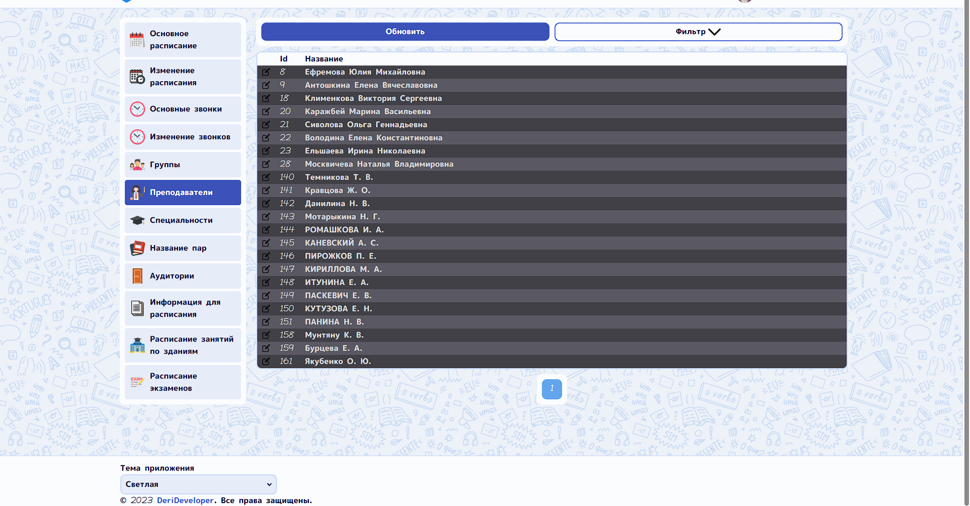 Обновить
Фильтр
Основное
расписание
Изменение
расписания
Основные звонки
Изменение звонков
Группы
Преподаватели
Специальности
Название пар
Аудитории
Информация для
расписания
Расписание занятий
по зданиям
Расписание
экзаменов
Id Название
8 Ефремова Юлия Михайловна
9 Антошкина Елена Вячеславовна
18 Клименкова Виктория Сергеевна
20 Каражбей Марина Васильевна
21 Сиволова Ольга Геннадьевна
22 Володина Елена Константиновна
23 Ельшаева Ирина Николаевна
28 Москвичева Наталья Владимировна
140 Темникова Т. В.
141 Кравцова Ж. О.
142 Данилина Н. В.
143 Мотарыкина Н. Г.
144 РОМАШКОВА И. А.
145 КАНЕВСКИЙ А. С.
146 ПИРОЖКОВ П. Е.
147 КИРИЛЛОВА М. А.
148 ИТУНИНА Е. А.
149 ПАСКЕВИЧ Е. В.
150 КУТУЗОВА Е. Н.
151 ПАНИНА Н. В.
158 Мунтяну К. В.
159 Бурцева Е. А.
161 Якубенко О. Ю.
1
Тема приложения
Светлая
© 2023 DeriDeveloper. Все права защищены.